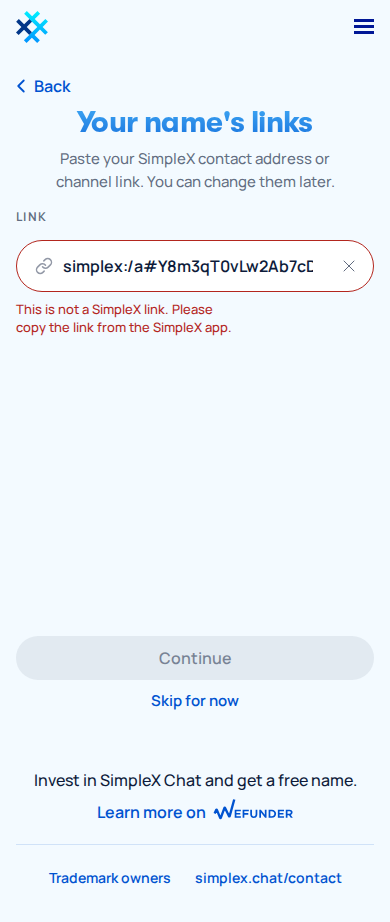 Back
Your name's links
Paste your SimpleX contact address or
channel link. You can change them later.
LINK
simplex:/a#Y8m3qT0vLw2Ab7cD
This is not a SimpleX link. Please
copy the link from the SimpleX app.
Continue
Skip for now
Invest in SimpleX Chat and get a free name.
Learn more on WEFUNDER
Trademark owners simplex.chat/contact